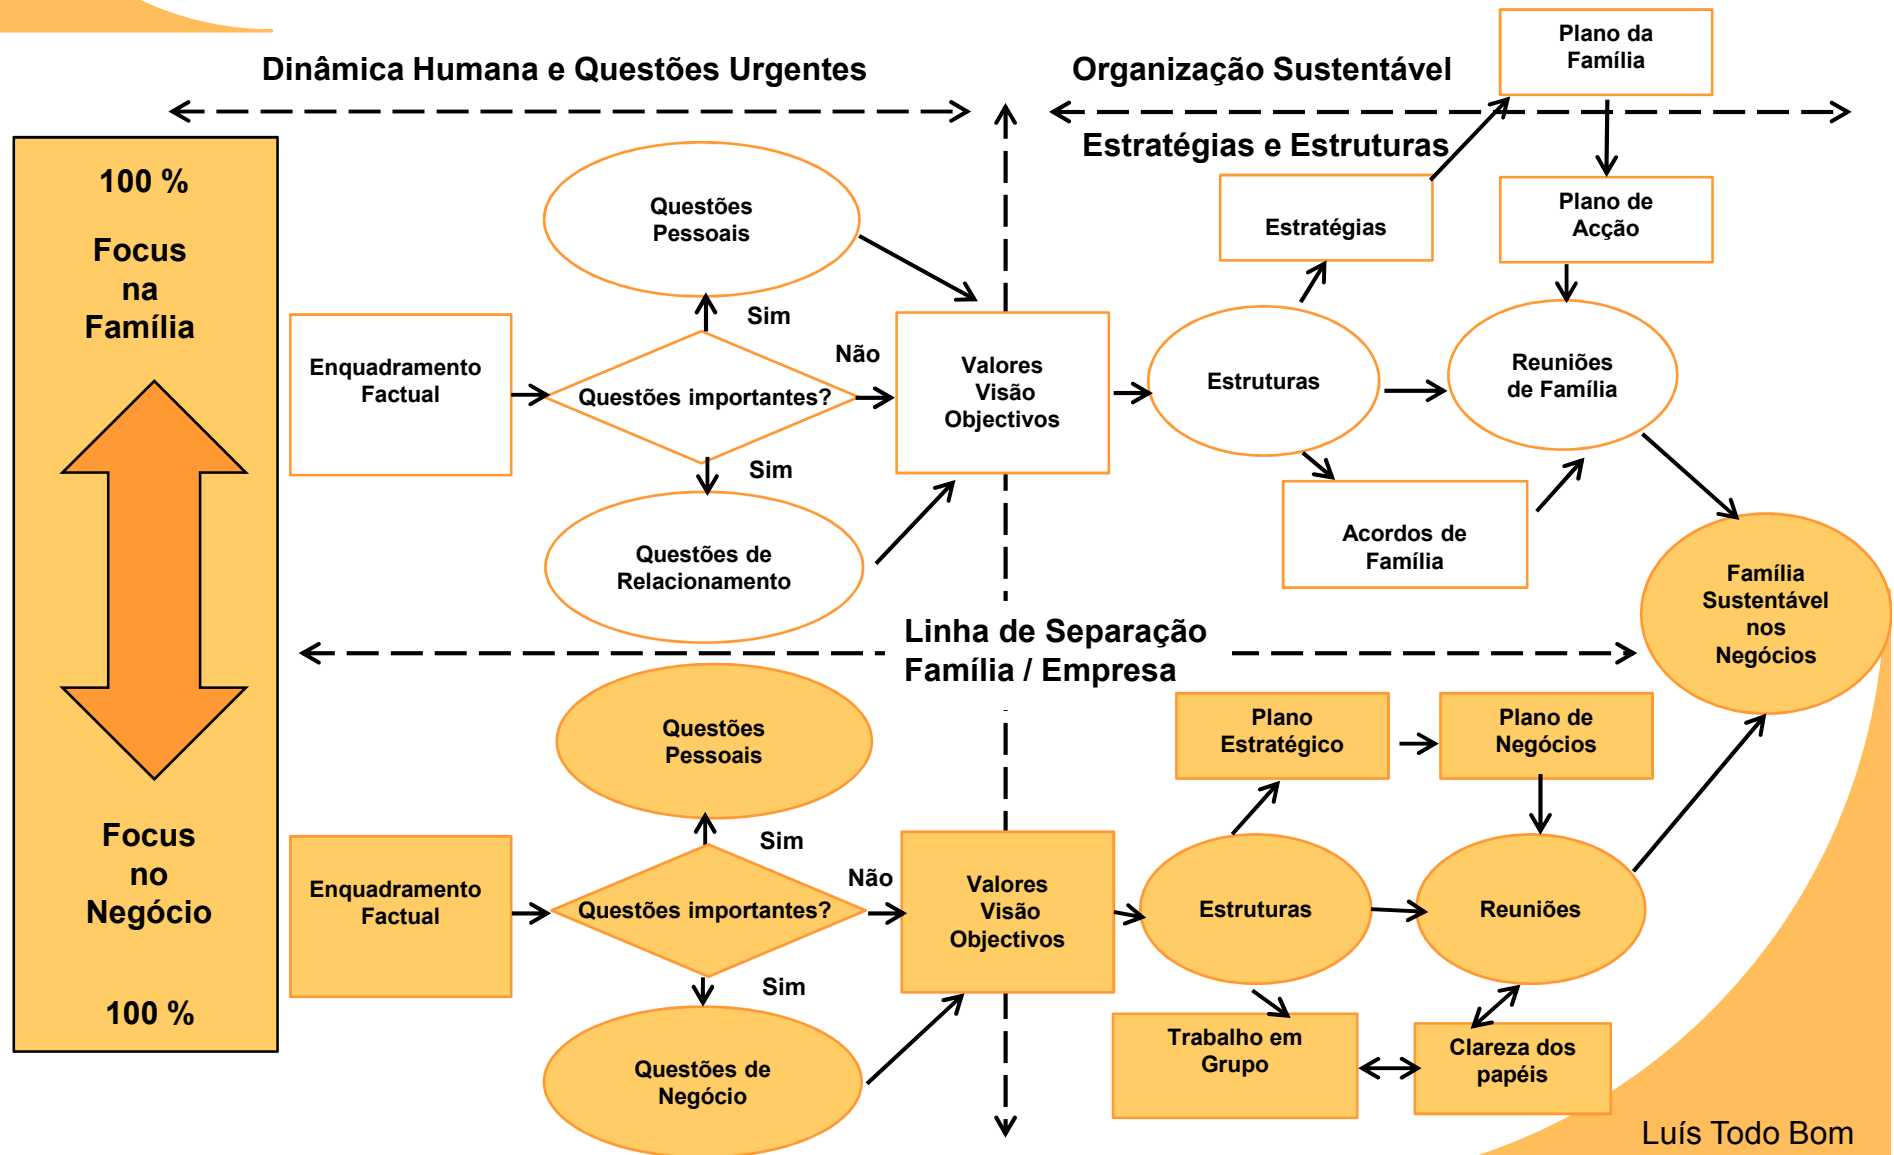 Dinâmica Humana e Questões Urgentes
Organização Sustentável
Estratégias e Estruturas
Plano da
Família
100 %
Focus
na
Família
Focus
no
Negócio
100 %
Enquadramento
Factual
Questões
Pessoais
Sim
Questões importantes?
Não
Sim
Questões de
Relacionamento
Valores
Visão
Objectivos
Estratégias
Plano de
Acção
Estruturas
Reuniões
de Família
Acordos de
Família
Família
Sustentável
nos
Negócios
Linha de Separação
Família / Empresa
Enquadramento
Factual
Questões
Pessoais
Sim
Questões importantes?
Não
Sim
Questões de
Negócio
Valores
Visão
Objectivos
Plano
Estratégico
Plano de
Negócios
Estruturas
Reuniões
Trabalho em
Grupo
Clareza dos
papéis
Luís Todo Bom